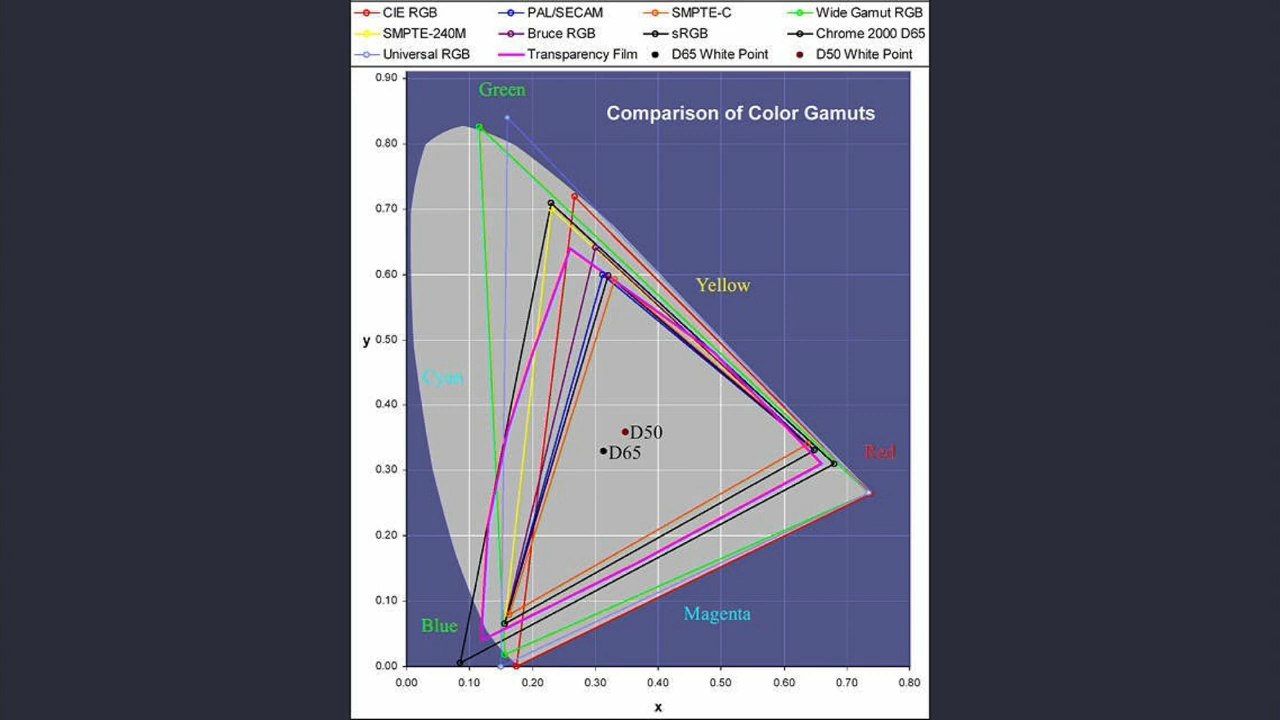 CIE RGB PAL/SECAM SMPTE-C Wide Gamut RGB
SMPTE-240M Bruce RGB sRGB Chrome 2000 D65
Universal RGB Transparency Film D65 White Point D50 White Point
0.90
Green
Comparison of Color Gamuts
0.80
0.70
0.60
Yellow
y
0.50
Cyan
0.40
D50
D65
Red
0.30
0.20
0.10
Magenta
Blue
0.00
0.00 0.10 0.20 0.30 0.40 0.50 0.60 0.70 0.80
x